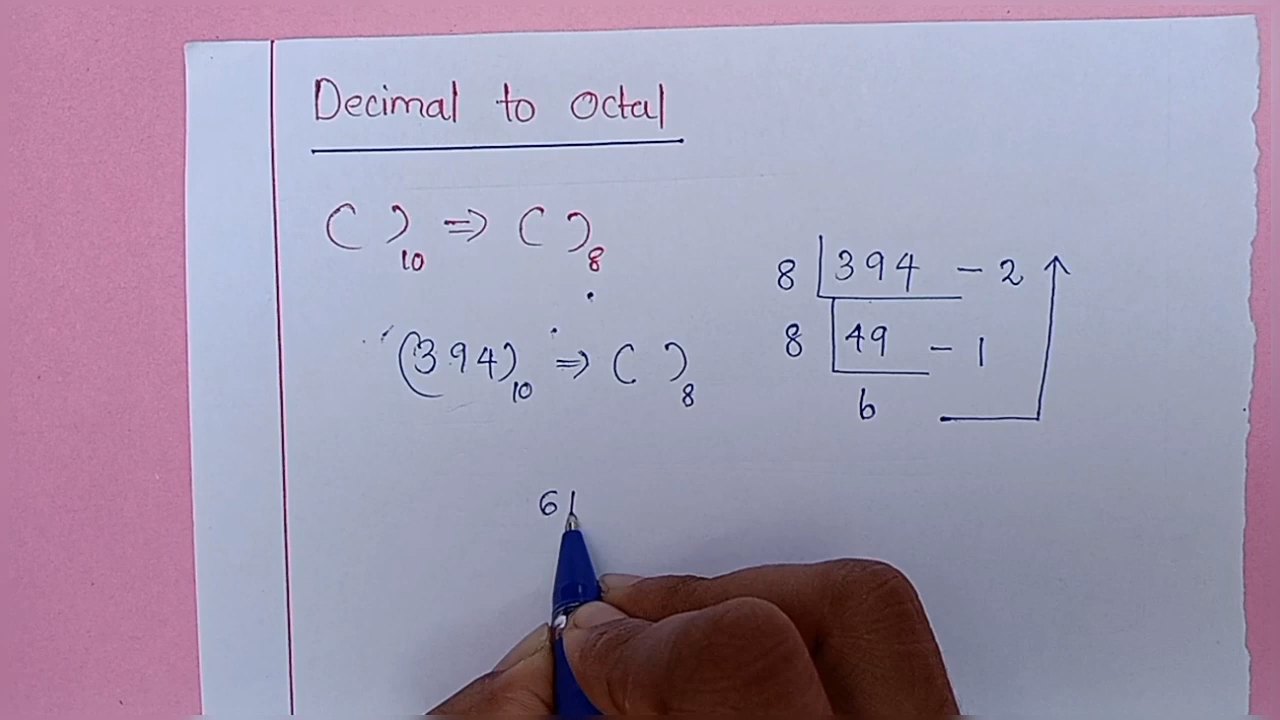 Decimal to Octal
( )10 ⇒ ( )8
(394)10 ⇒ ( )8
8 394 - 2
8 49 - 1
6
61